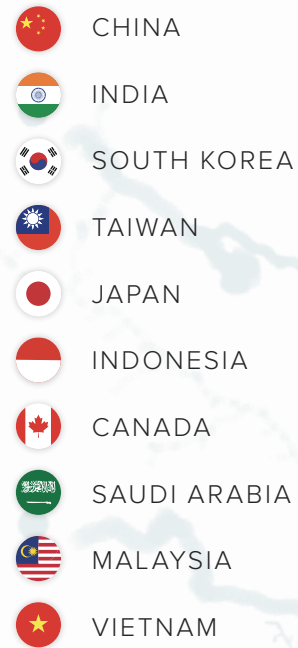 CHINA
INDIA
SOUTH KOREA
TAIWAN
JAPAN
INDONESIA
CANADA
SAUDI ARABIA
MALAYSIA
VIETNAM